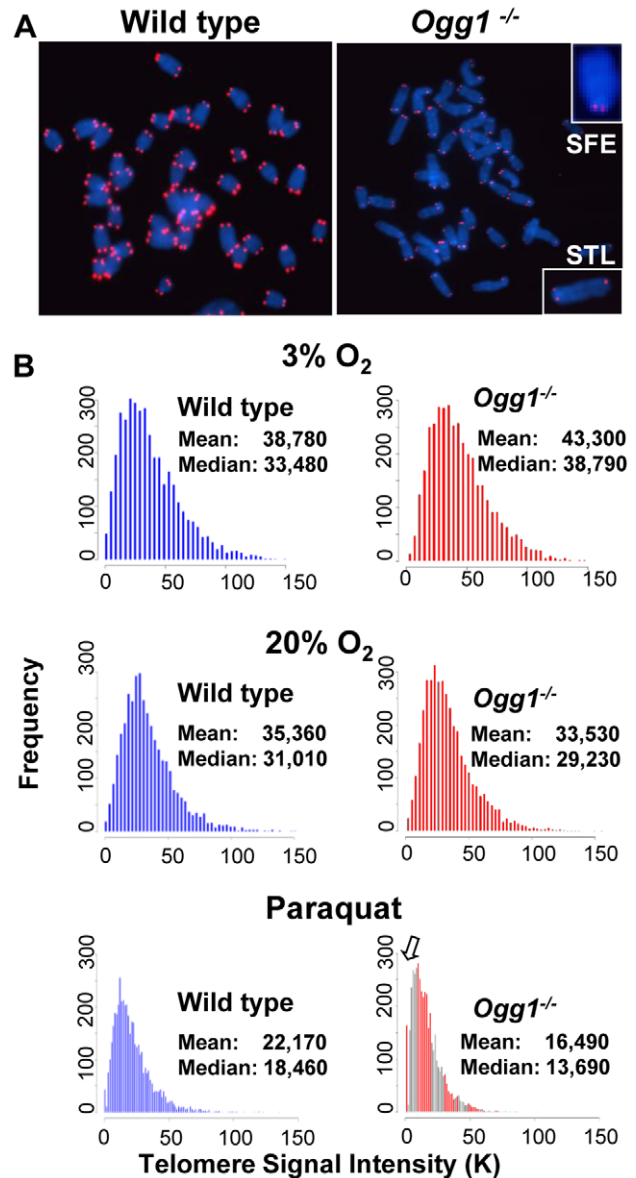 A
Wild type
Ogg1 -/-
SFE
STL
B
3% O2
Wild type
Mean: 38,780
Median: 33,480
0 100 200 300
0 50 100 150
Ogg1-/-
Mean: 43,300
Median: 38,790
0 100 200 300
0 50 100 150
20% O2
Wild type
Mean: 35,360
Median: 31,010
0 100 200 300
0 50 100 150
Ogg1-/-
Mean: 33,530
Median: 29,230
0 100 200 300
0 50 100 150
Frequency
Paraquat
Wild type
Mean: 22,170
Median: 18,460
0 100 200 300
0 50 100 150
Ogg1-/-
Mean: 16,490
Median: 13,690
0 100 200 300
0 50 100 150
Telomere Signal Intensity (K)